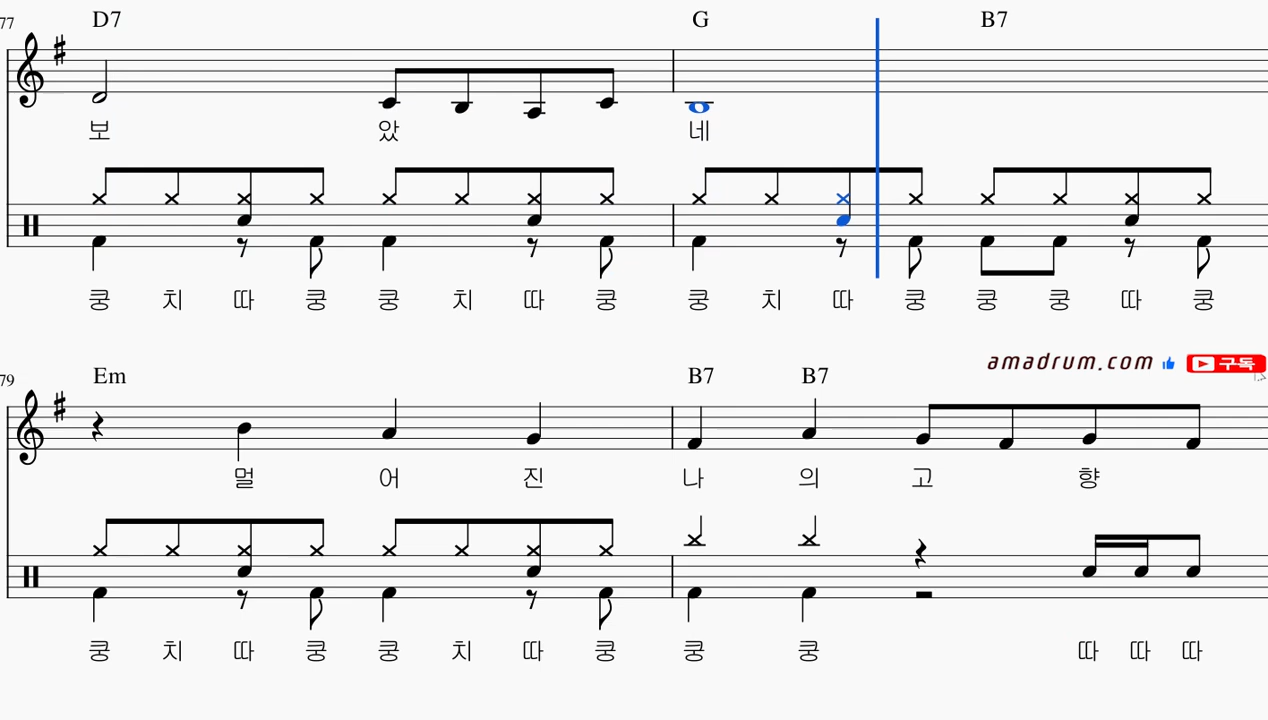 77 D7 G B7
보 았 네
쿵 치 따 쿵 쿵 치 따 쿵 쿵 치 따 쿵 쿵 쿵 따 쿵
amadrum.com 구독
79 Em B7 B7
멀 어 진 나 의 고 향
쿵 치 따 쿵 쿵 치 따 쿵 쿵 쿵 따 따 따